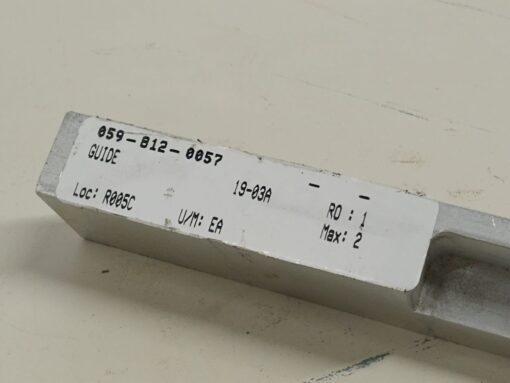 059-812-0057
GUIDE
19-03A - -
Loc: R005C U/M: EA RO: 1
Max: 2